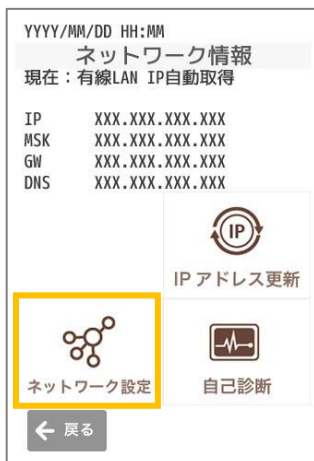 YYYY/MM/DD HH:MM
ネットワーク情報
現在：有線LAN IP自動取得
IP XXX.XXX.XXX.XXX
MSK XXX.XXX.XXX.XXX
GW XXX.XXX.XXX.XXX
DNS XXX.XXX.XXX.XXX
IP
IP アドレス更新
ネットワーク設定
自己診断
戻る